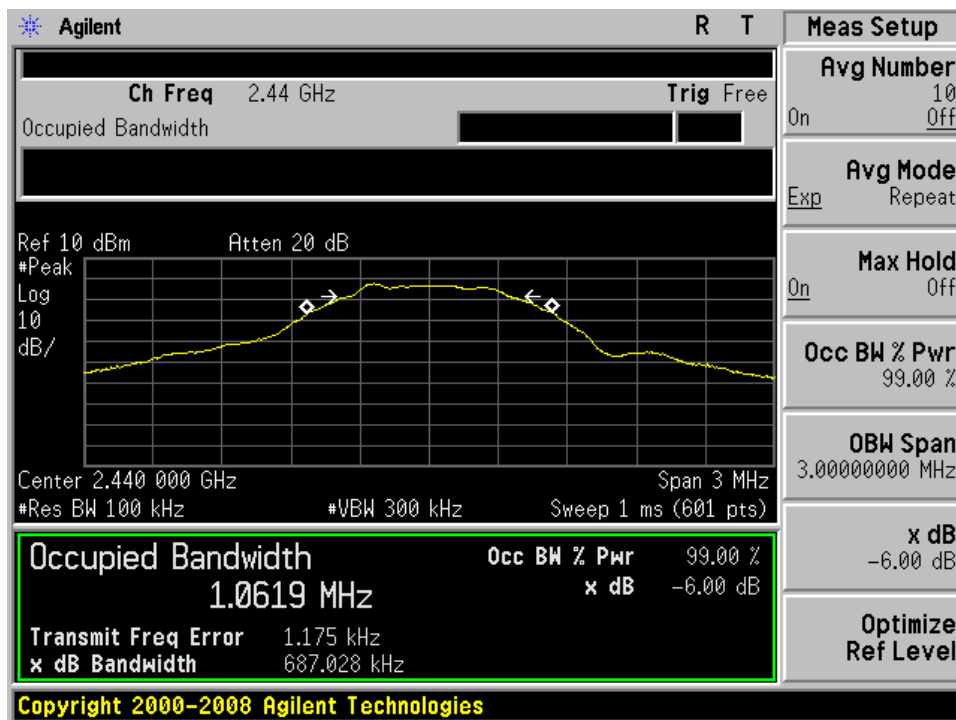 Agilent R T
Ch Freq 2.44 GHz Trig Free
Occupied Bandwidth
Ref 10 dBm Atten 20 dB
#Peak
Log
10
dB/
Center 2.440 000 GHz Span 3 MHz
#Res BW 100 kHz #VBW 300 kHz Sweep 1 ms (601 pts)
Occupied Bandwidth Occ BW % Pwr 99.00 %
1.0619 MHz x dB -6.00 dB
Transmit Freq Error 1.175 kHz
x dB Bandwidth 687.028 kHz
Copyright 2000-2008 Agilent Technologies
Meas Setup
Avg Number
10
On Off
Avg Mode
Exp Repeat
Max Hold
On Off
Occ BW % Pwr
99.00 %
OBW Span
3.00000000 MHz
x dB
-6.00 dB
Optimize
Ref Level